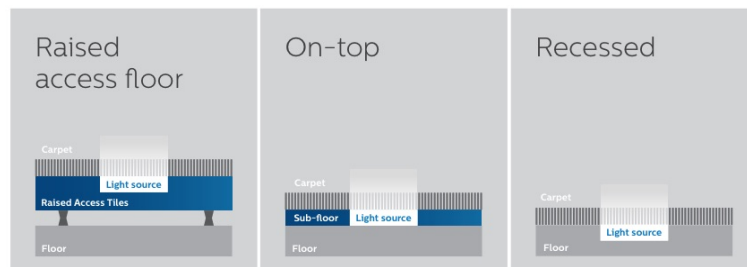 Raised
access floor
Carpet
Light source
Raised Access Tiles
Floor
On-top
Carpet
Sub-floor Light source
Floor
Recessed
Carpet
Light source
Floor